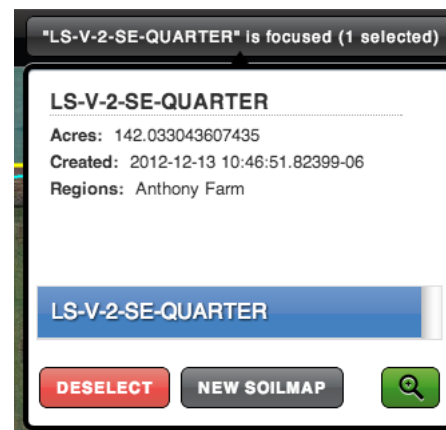 "LS-V-2-SE-QUARTER" is focused (1 selected)
LS-V-2-SE-QUARTER
Acres: 142.033043607435
Created: 2012-12-13 10:46:51.82399-06
Regions: Anthony Farm
LS-V-2-SE-QUARTER
DESELECT NEW SOILMAP